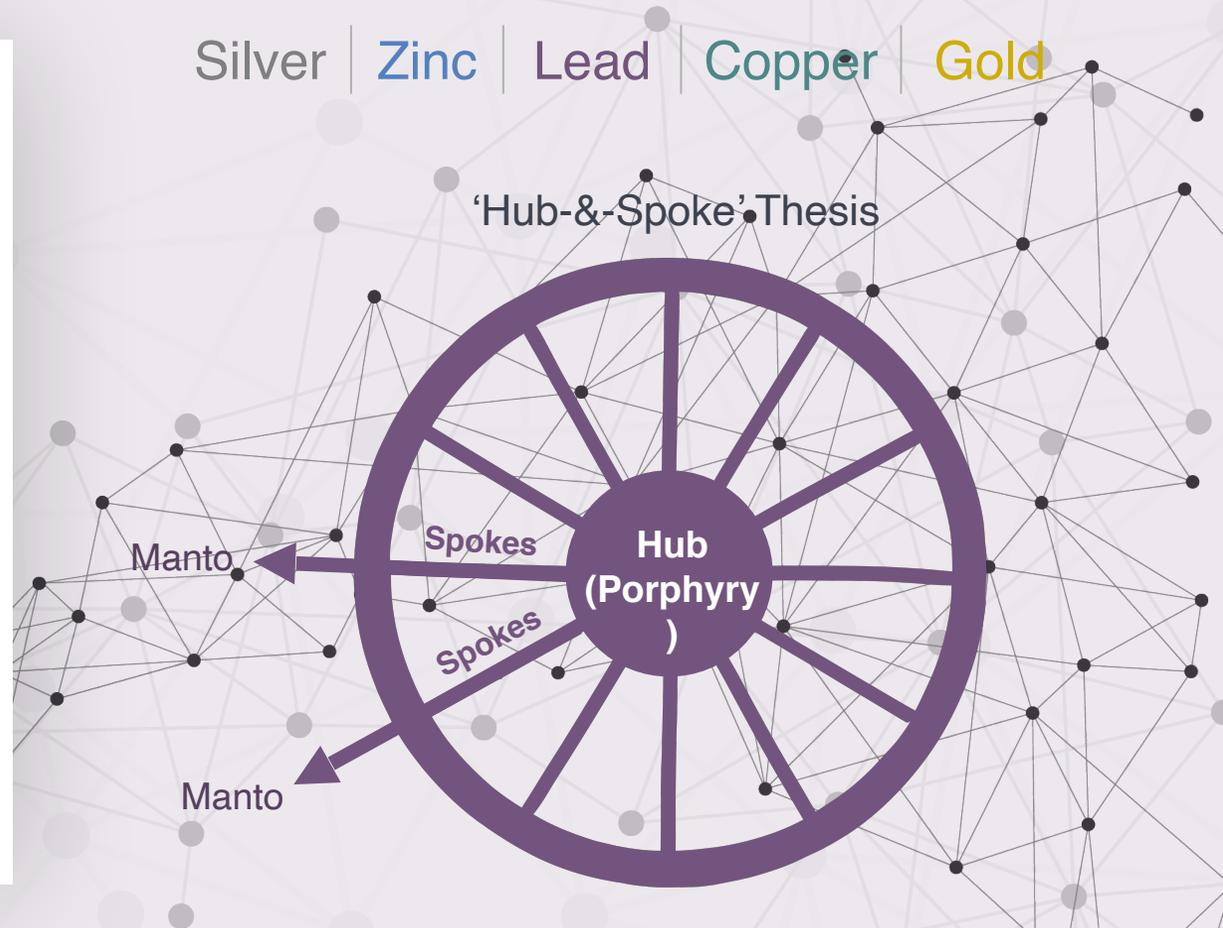 Silver | Zinc | Lead | Copper | Gold
‘Hub-&-Spoke’ Thesis
Spokes
Hub
(Porphyry
)
Manto
Spokes
Manto